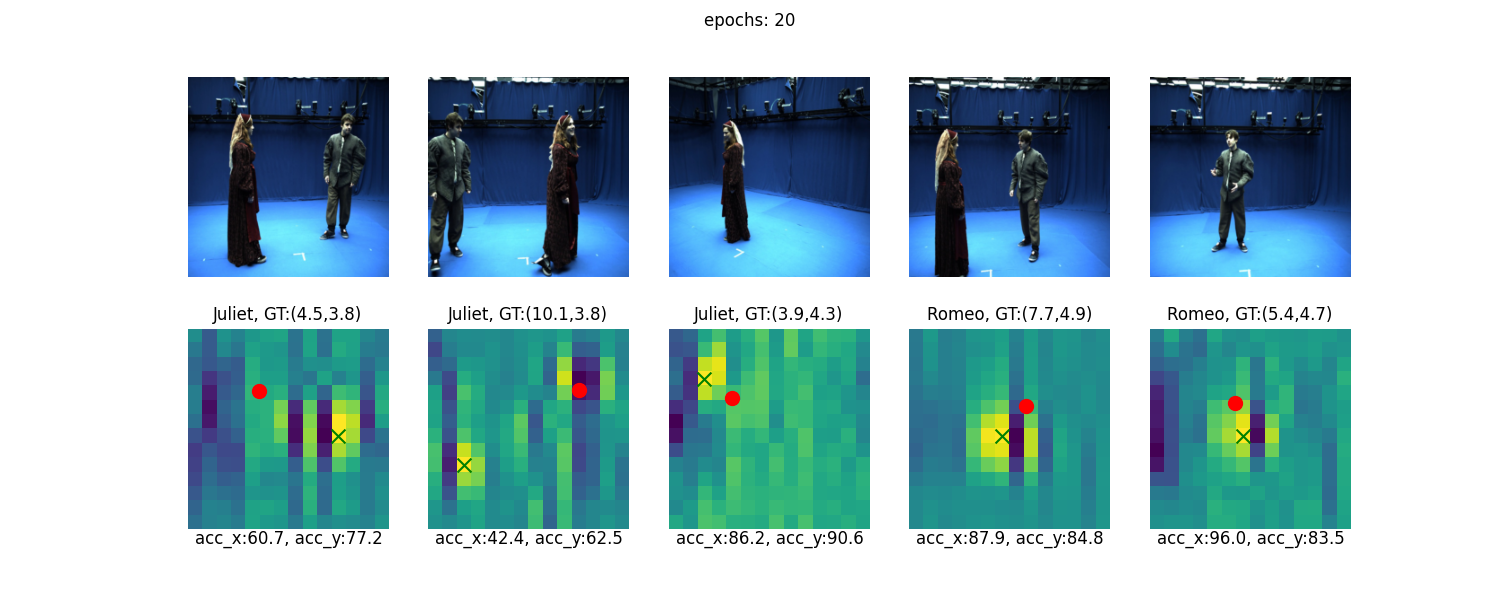 epochs: 20
Juliet, GT:(4.5,3.8)
Juliet, GT:(10.1,3.8)
Juliet, GT:(3.9,4.3)
Romeo, GT:(7.7,4.9)
Romeo, GT:(5.4,4.7)
acc_x:60.7, acc_y:77.2
acc_x:42.4, acc_y:62.5
acc_x:86.2, acc_y:90.6
acc_x:87.9, acc_y:84.8
acc_x:96.0, acc_y:83.5